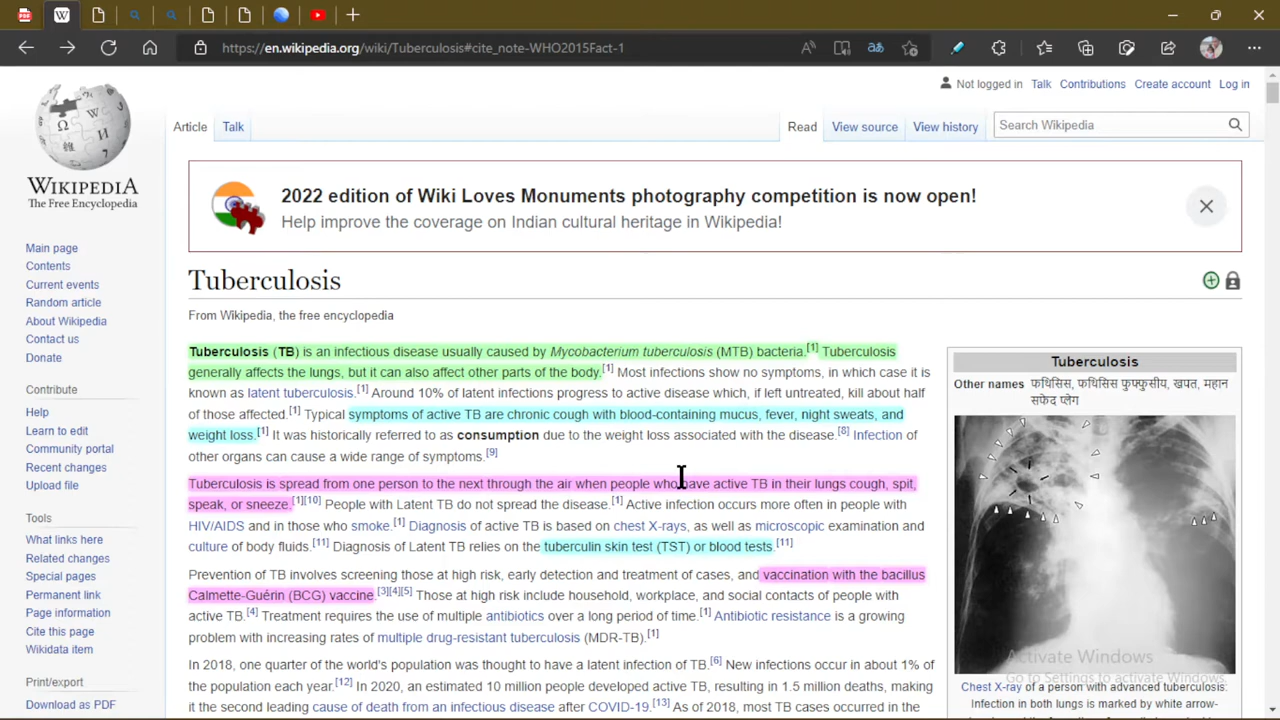 https://en.wikipedia.org/wiki/Tuberculosis#cite_note-WHO2015Fact-1
Not logged in Talk Contributions Create account Log in
Article Talk Read View source View history Search Wikipedia
WIKIPEDIA
The Free Encyclopedia
Main page
Contents
Current events
Random article
About Wikipedia
Contact us
Donate
Contribute
Help
Learn to edit
Community portal
Recent changes
Upload file
Tools
What links here
Related changes
Special pages
Permanent link
Page information
Cite this page
Wikidata item
Print/export
Download as PDF
2022 edition of Wiki Loves Monuments photography competition is now open!
Help improve the coverage on Indian cultural heritage in Wikipedia!
Tuberculosis
From Wikipedia, the free encyclopedia
Tuberculosis (TB) is an infectious disease usually caused by Mycobacterium tuberculosis (MTB) bacteria.[1] Tuberculosis
generally affects the lungs, but it can also affect other parts of the body.[1] Most infections show no symptoms, in which case it is
known as latent tuberculosis.[1] Around 10% of latent infections progress to active disease which, if left untreated, kill about half
of those affected.[1] Typical symptoms of active TB are chronic cough with blood-containing mucus, fever, night sweats, and
weight loss.[1] It was historically referred to as consumption due to the weight loss associated with the disease.[8] Infection of
other organs can cause a wide range of symptoms.[9]
Tuberculosis is spread from one person to the next through the air when people who have active TB in their lungs cough, spit,
speak, or sneeze.[1][10] People with Latent TB do not spread the disease.[1] Active infection occurs more often in people with
HIV/AIDS and in those who smoke.[1] Diagnosis of active TB is based on chest X-rays, as well as microscopic examination and
culture of body fluids.[11] Diagnosis of Latent TB relies on the tuberculin skin test (TST) or blood tests.[11]
Prevention of TB involves screening those at high risk, early detection and treatment of cases, and vaccination with the bacillus
Calmette-Guérin (BCG) vaccine.[3][4][5] Those at high risk include household, workplace, and social contacts of people with
active TB.[4] Treatment requires the use of multiple antibiotics over a long period of time.[1] Antibiotic resistance is a growing
problem with increasing rates of multiple drug-resistant tuberculosis (MDR-TB).[1]
In 2018, one quarter of the world's population was thought to have a latent infection of TB.[6] New infections occur in about 1% of
the population each year.[12] In 2020, an estimated 10 million people developed active TB, resulting in 1.5 million deaths, making
it the second leading cause of death from an infectious disease after COVID-19.[13] As of 2018, most TB cases occurred in the
Tuberculosis
Other names फथिसिस, फथिसिस फुफ्फुसीय, खपत, महान
सफेद प्लेग
Activate Windows
Go to Settings to activate Windows.
Chest X-ray of a person with advanced tuberculosis:
Infection in both lungs is marked by white arrow-